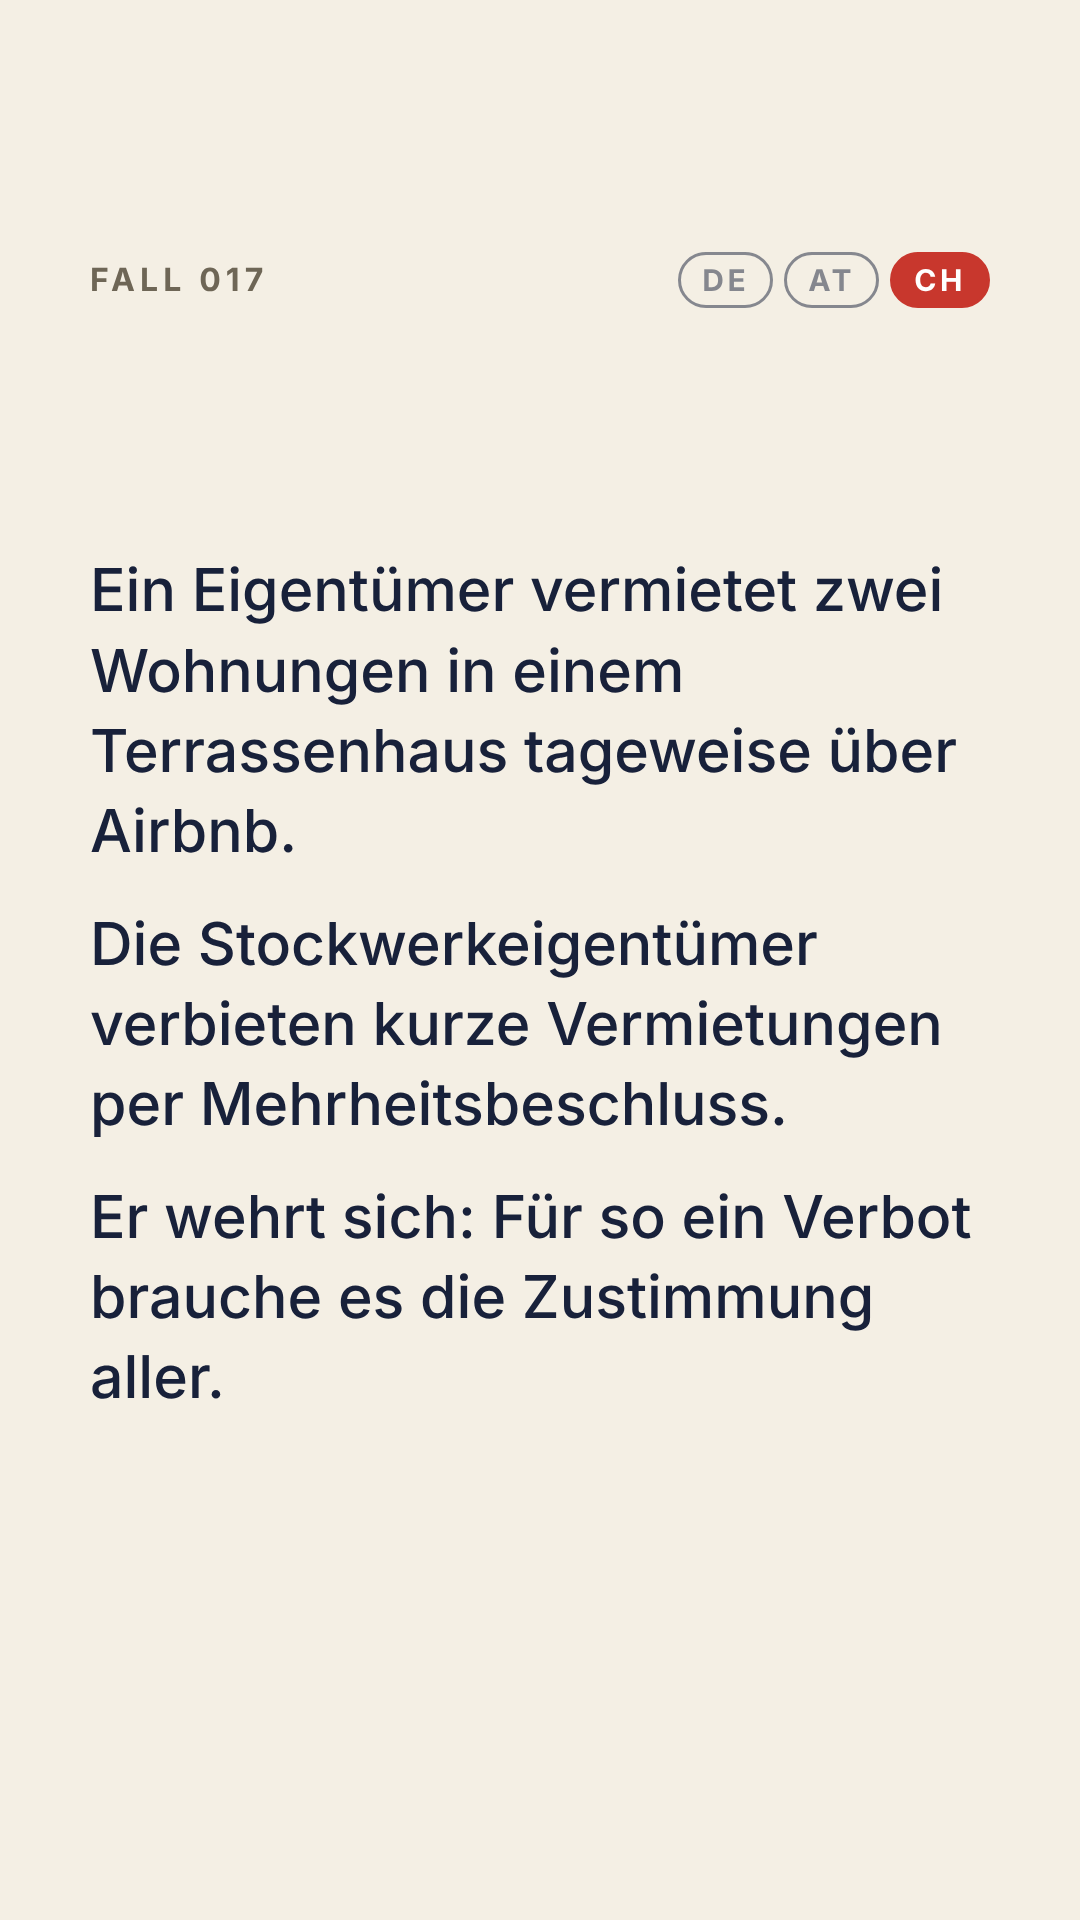 FALL 017
DE AT CH
Ein Eigentümer vermietet zwei
Wohnungen in einem
Terrassenhaus tageweise über
Airbnb.
Die Stockwerkeigentümer
verbieten kurze Vermietungen
per Mehrheitsbeschluss.
Er wehrt sich: Für so ein Verbot
brauche es die Zustimmung
aller.